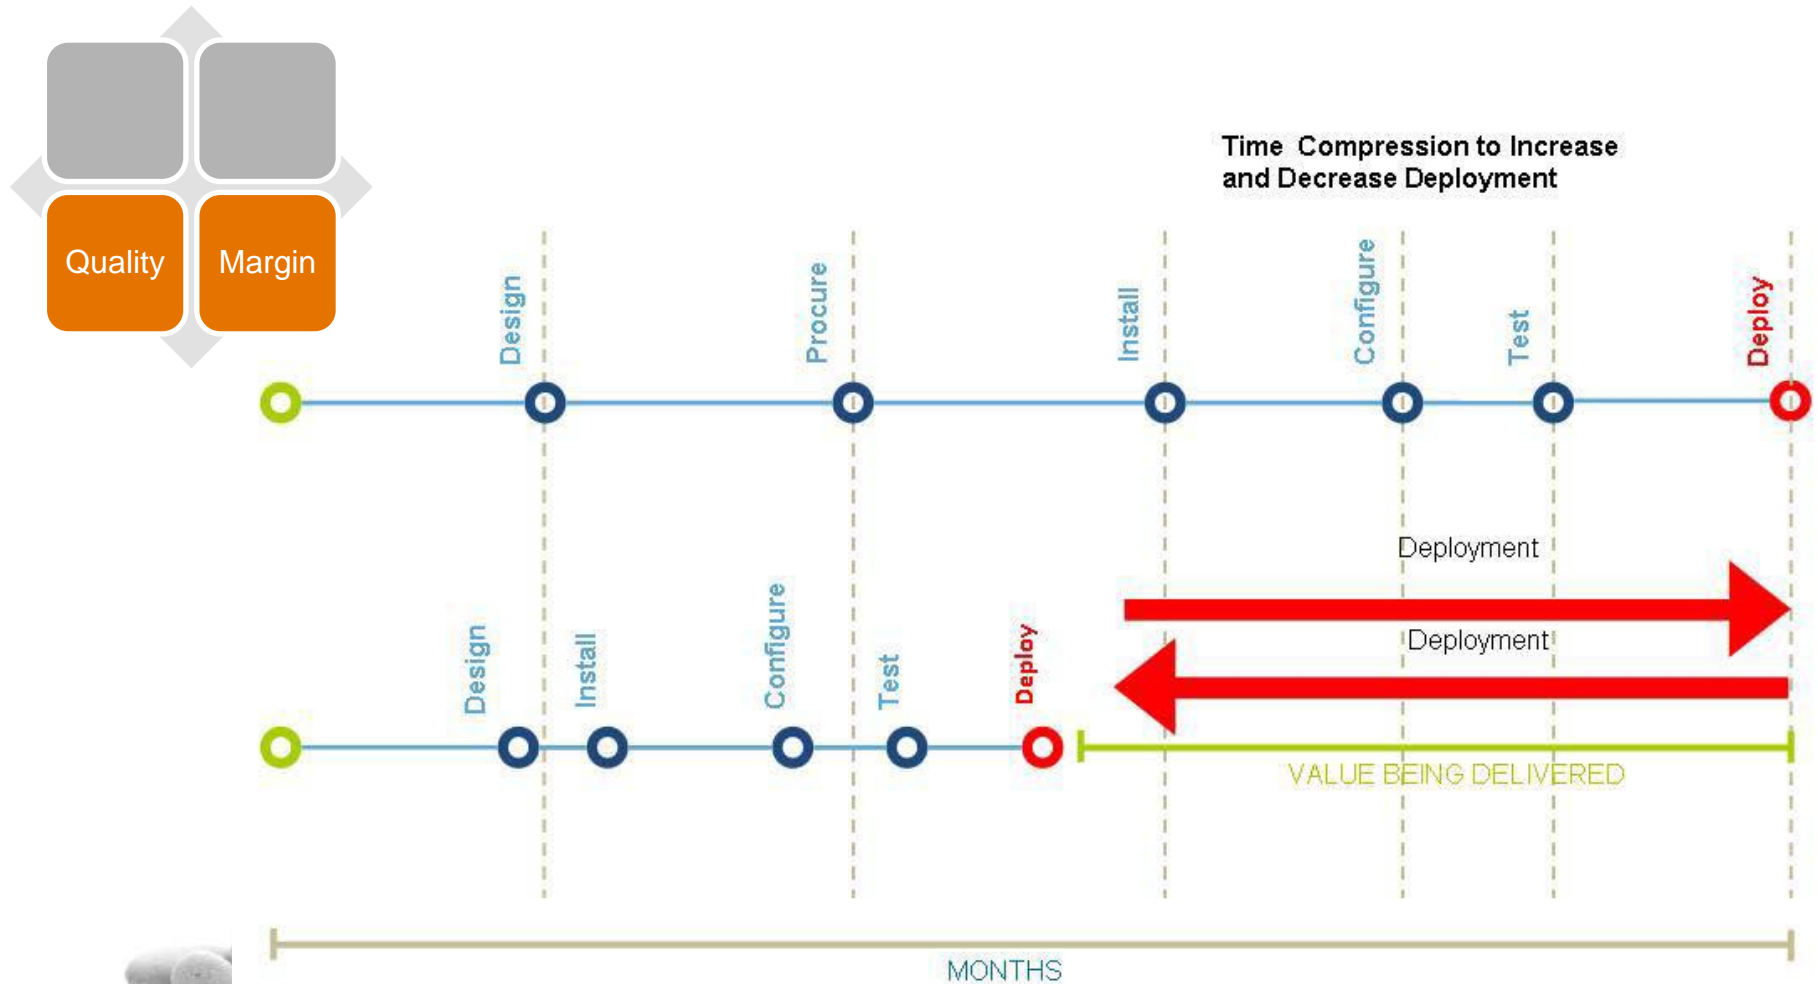 Quality
Margin
Time Compression to Increase
and Decrease Deployment
Design
Procure
Install
Configure
Test
Deploy
Deployment
Deployment
Design
Install
Configure
Test
Deploy
VALUE BEING DELIVERED
MONTHS